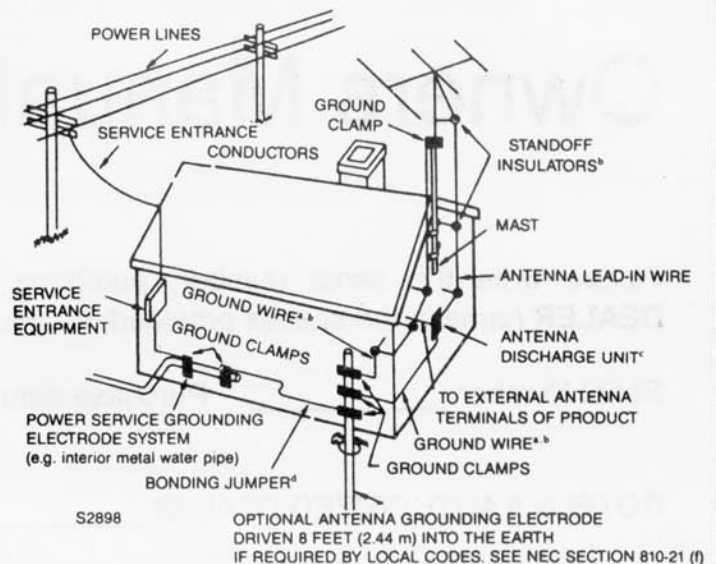 Owners Manual
POWER LINES
GROUND
CLAMP
SERVICE ENTRANCE
CONDUCTORS
STANDOFF
INSULATORSᵇ
MAST
ANTENNA LEAD-IN WIRE
SERVICE
ENTRANCE
EQUIPMENT
GROUND WIREᵃ·ᵇ
GROUND CLAMPS
ANTENNA
DISCHARGE UNITᶜ
TO EXTERNAL ANTENNA
TERMINALS OF PRODUCT
POWER SERVICE GROUNDING
ELECTRODE SYSTEM
(e.g. interior metal water pipe)
GROUND WIREᵃ·ᵇ
GROUND CLAMPS
BONDING JUMPERᵈ
S2898
OPTIONAL ANTENNA GROUNDING ELECTRODE
DRIVEN 8 FEET (2.44 m) INTO THE EARTH
IF REQUIRED BY LOCAL CODES. SEE NEC SECTION 810-21 (f)
DEALER